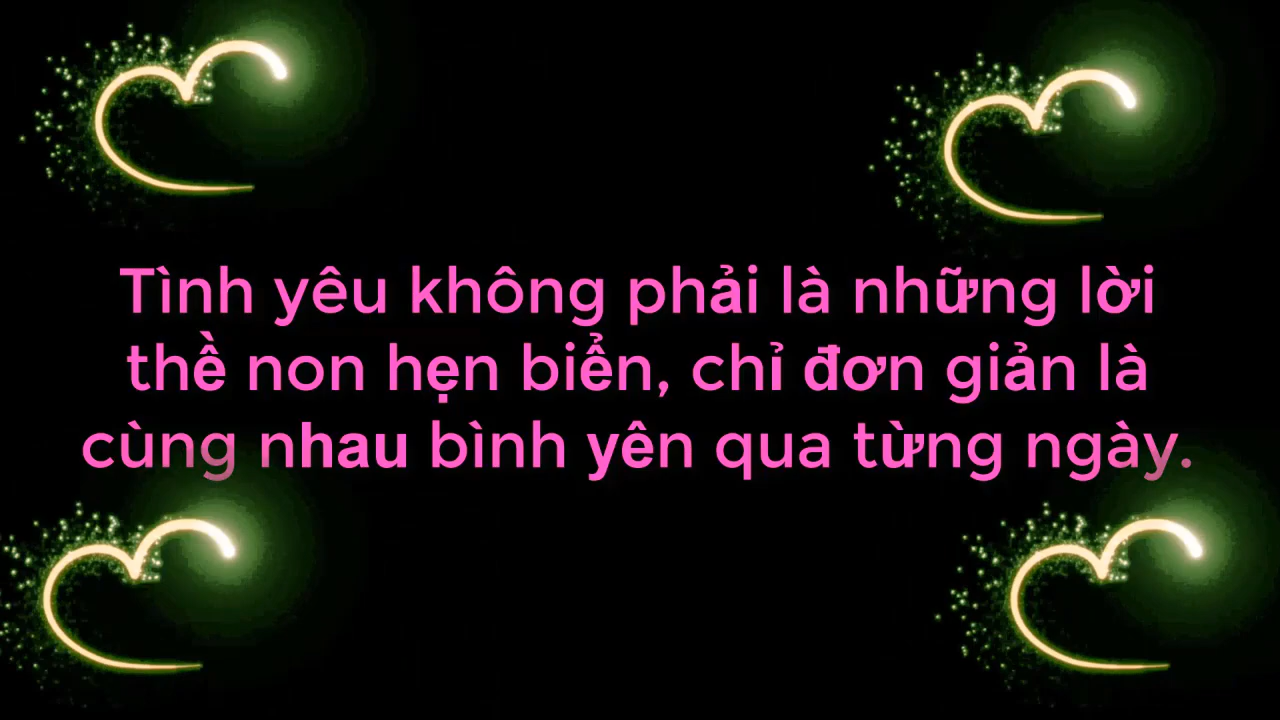 Tình yêu không phải là những lời
thề non hẹn biển, chỉ đơn giản là
cùng nhau bình yên qua từng ngày.